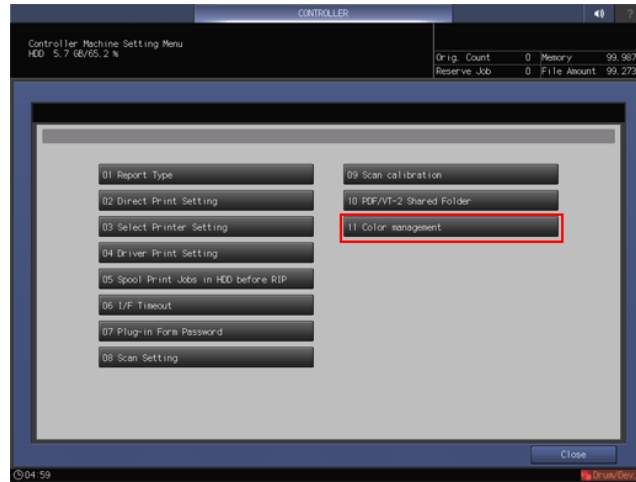 CONTROLLER
Controller Machine Setting Menu
HDD 5.7 GB/65.2 %
Orig. Count 0 Memory 99.987
Reserve Job 0 File Amount 99.273
01 Report Type
02 Direct Print Setting
03 Select Printer Setting
04 Driver Print Setting
05 Spool Print Jobs in HDD before RIP
06 I/F Timeout
07 Plug-in Form Password
08 Scan Setting
09 Scan calibration
10 PDF/VT-2 Shared Folder
11 Color management
Close
04:59
Drum/Dev.